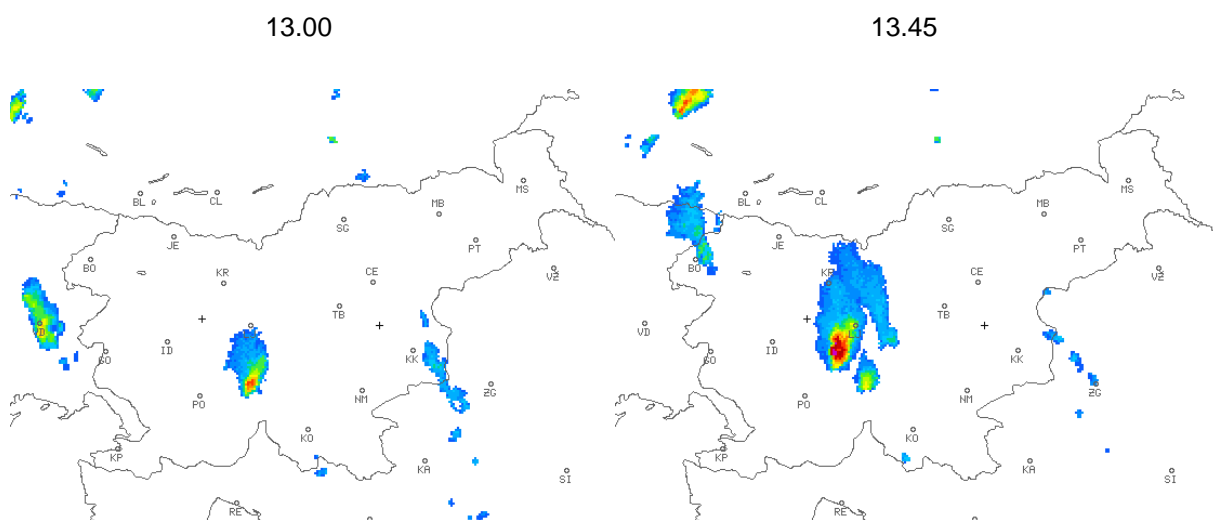 13.00
13.45
MS
BL CL
MB
SG
JE
PT
BO
KR CE VŽ
TB
VD
ID
GO KK
ZG
PO NM
KO
KP KA
SI
RE
MS
BL CL
MB
SG
JE
PT
BO
CE VŽ
TB
VD
ID
GO KK
ZG
PO NM
KO
KP KA
SI
RE